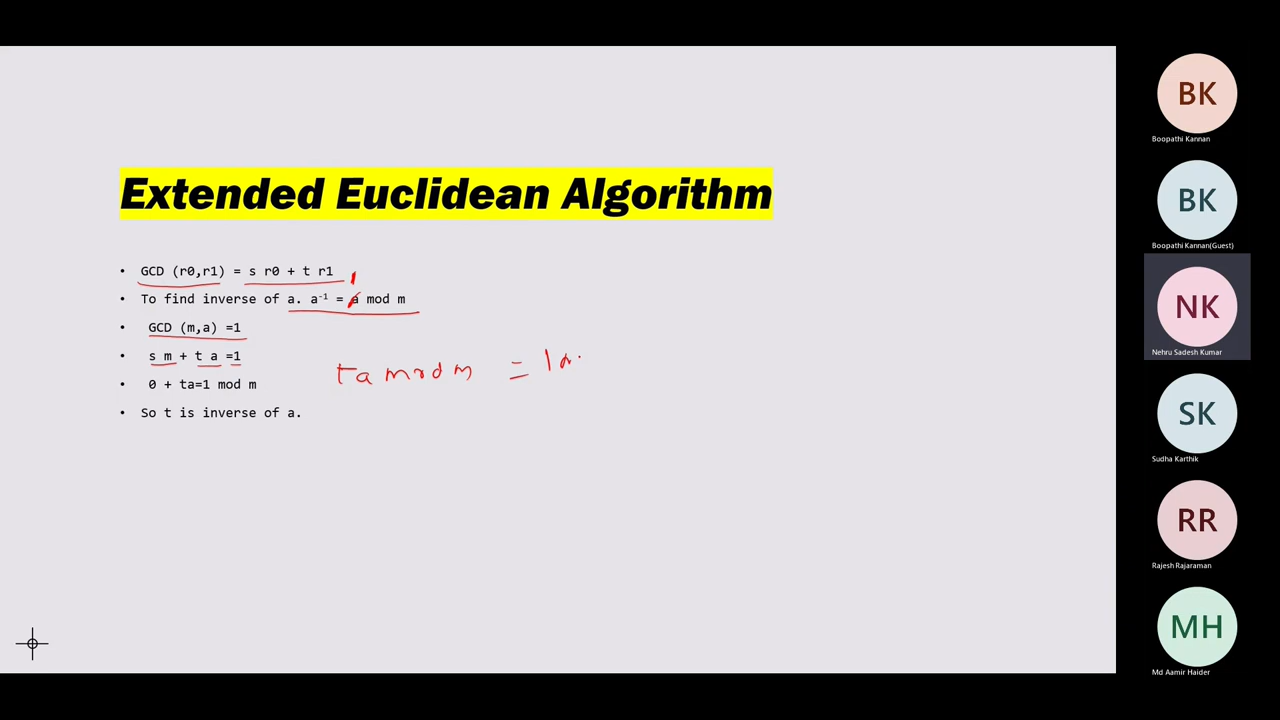 Extended Euclidean Algorithm
• GCD (r0,r1) = s r0 + t r1
• To find inverse of a. a⁻¹ = a mod m
1
• GCD (m,a) =1
• s m + t a =1
• 0 + ta=1 mod m
ta mod m = 1
• So t is inverse of a.
BK
Boopathi Kannan
BK
Boopathi Kannan(Guest)
NK
Nehru Sadesh Kumar
SK
Sudha Karthik
RR
Rajesh Rajaraman
MH
Md Aamir Haider